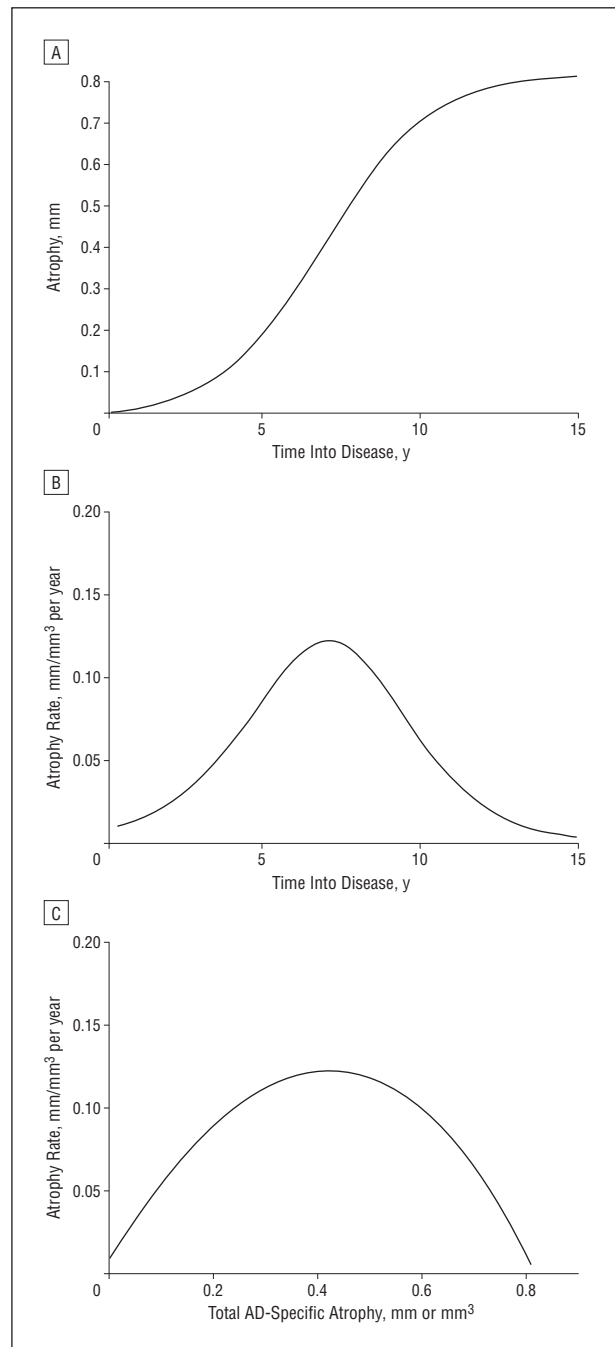 A
0.8
0.7
0.6
0.5
0.4
0.3
0.2
0.1
0 5 10 15
Atrophy, mm
Time Into Disease, y
B
0.20
0.15
0.10
0.05
0 5 10 15
Atrophy Rate, mm/mm³ per year
Time Into Disease, y
C
0.20
0.15
0.10
0.05
0 0.2 0.4 0.6 0.8
Atrophy Rate, mm/mm³ per year
Total AD-Specific Atrophy, mm or mm³